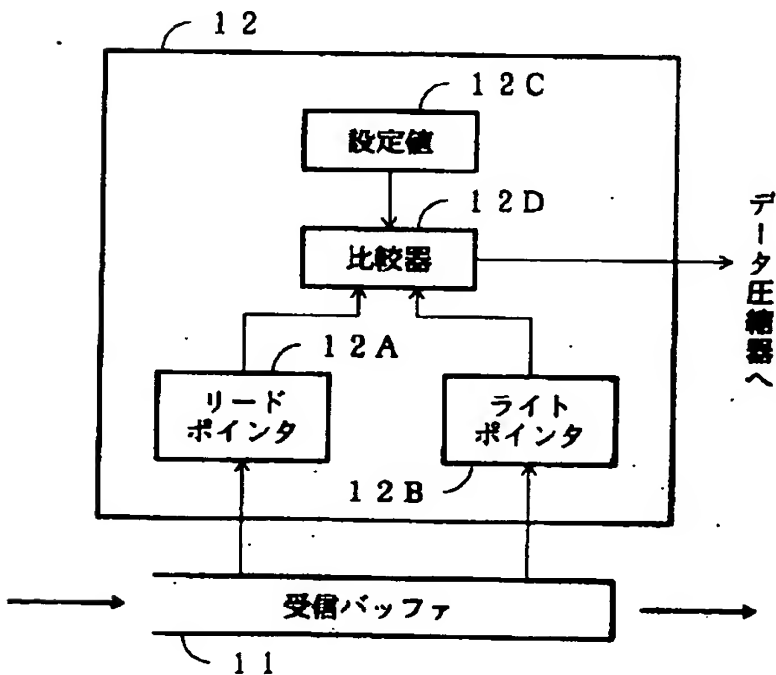 12
12C
設定値
12D
比較器
データ圧縮器へ
12A
リード
ポインタ
ライト
ポインタ
12B
受信バッファ
11